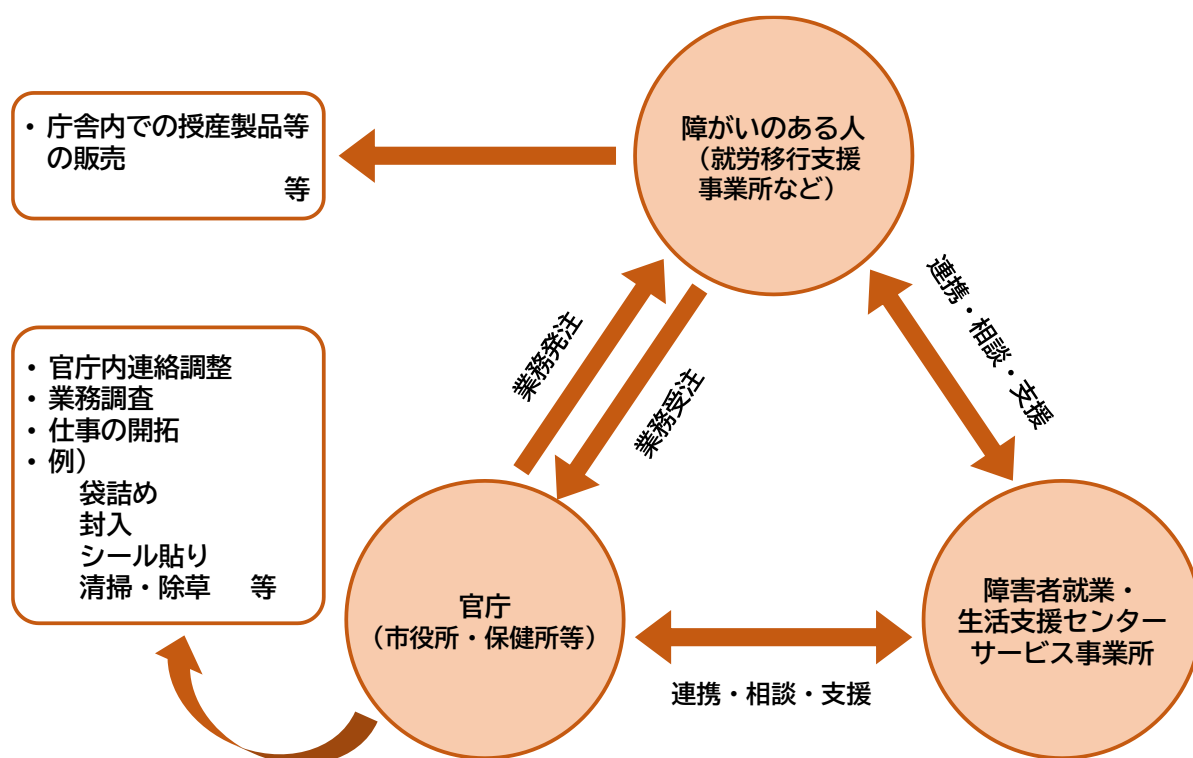 ・ 庁舎内での授産製品等
の販売
等
障がいのある人
（就労移行支援
事業所など）
・ 官庁内連絡調整
・ 業務調査
・ 仕事の開拓
・ 例）
袋詰め
封入
シール貼り
清掃・除草　等
業務発注
業務受注
連携・相談・支援
官庁
（市役所・保健所等）
連携・相談・支援
障害者就業・
生活支援センター
サービス事業所